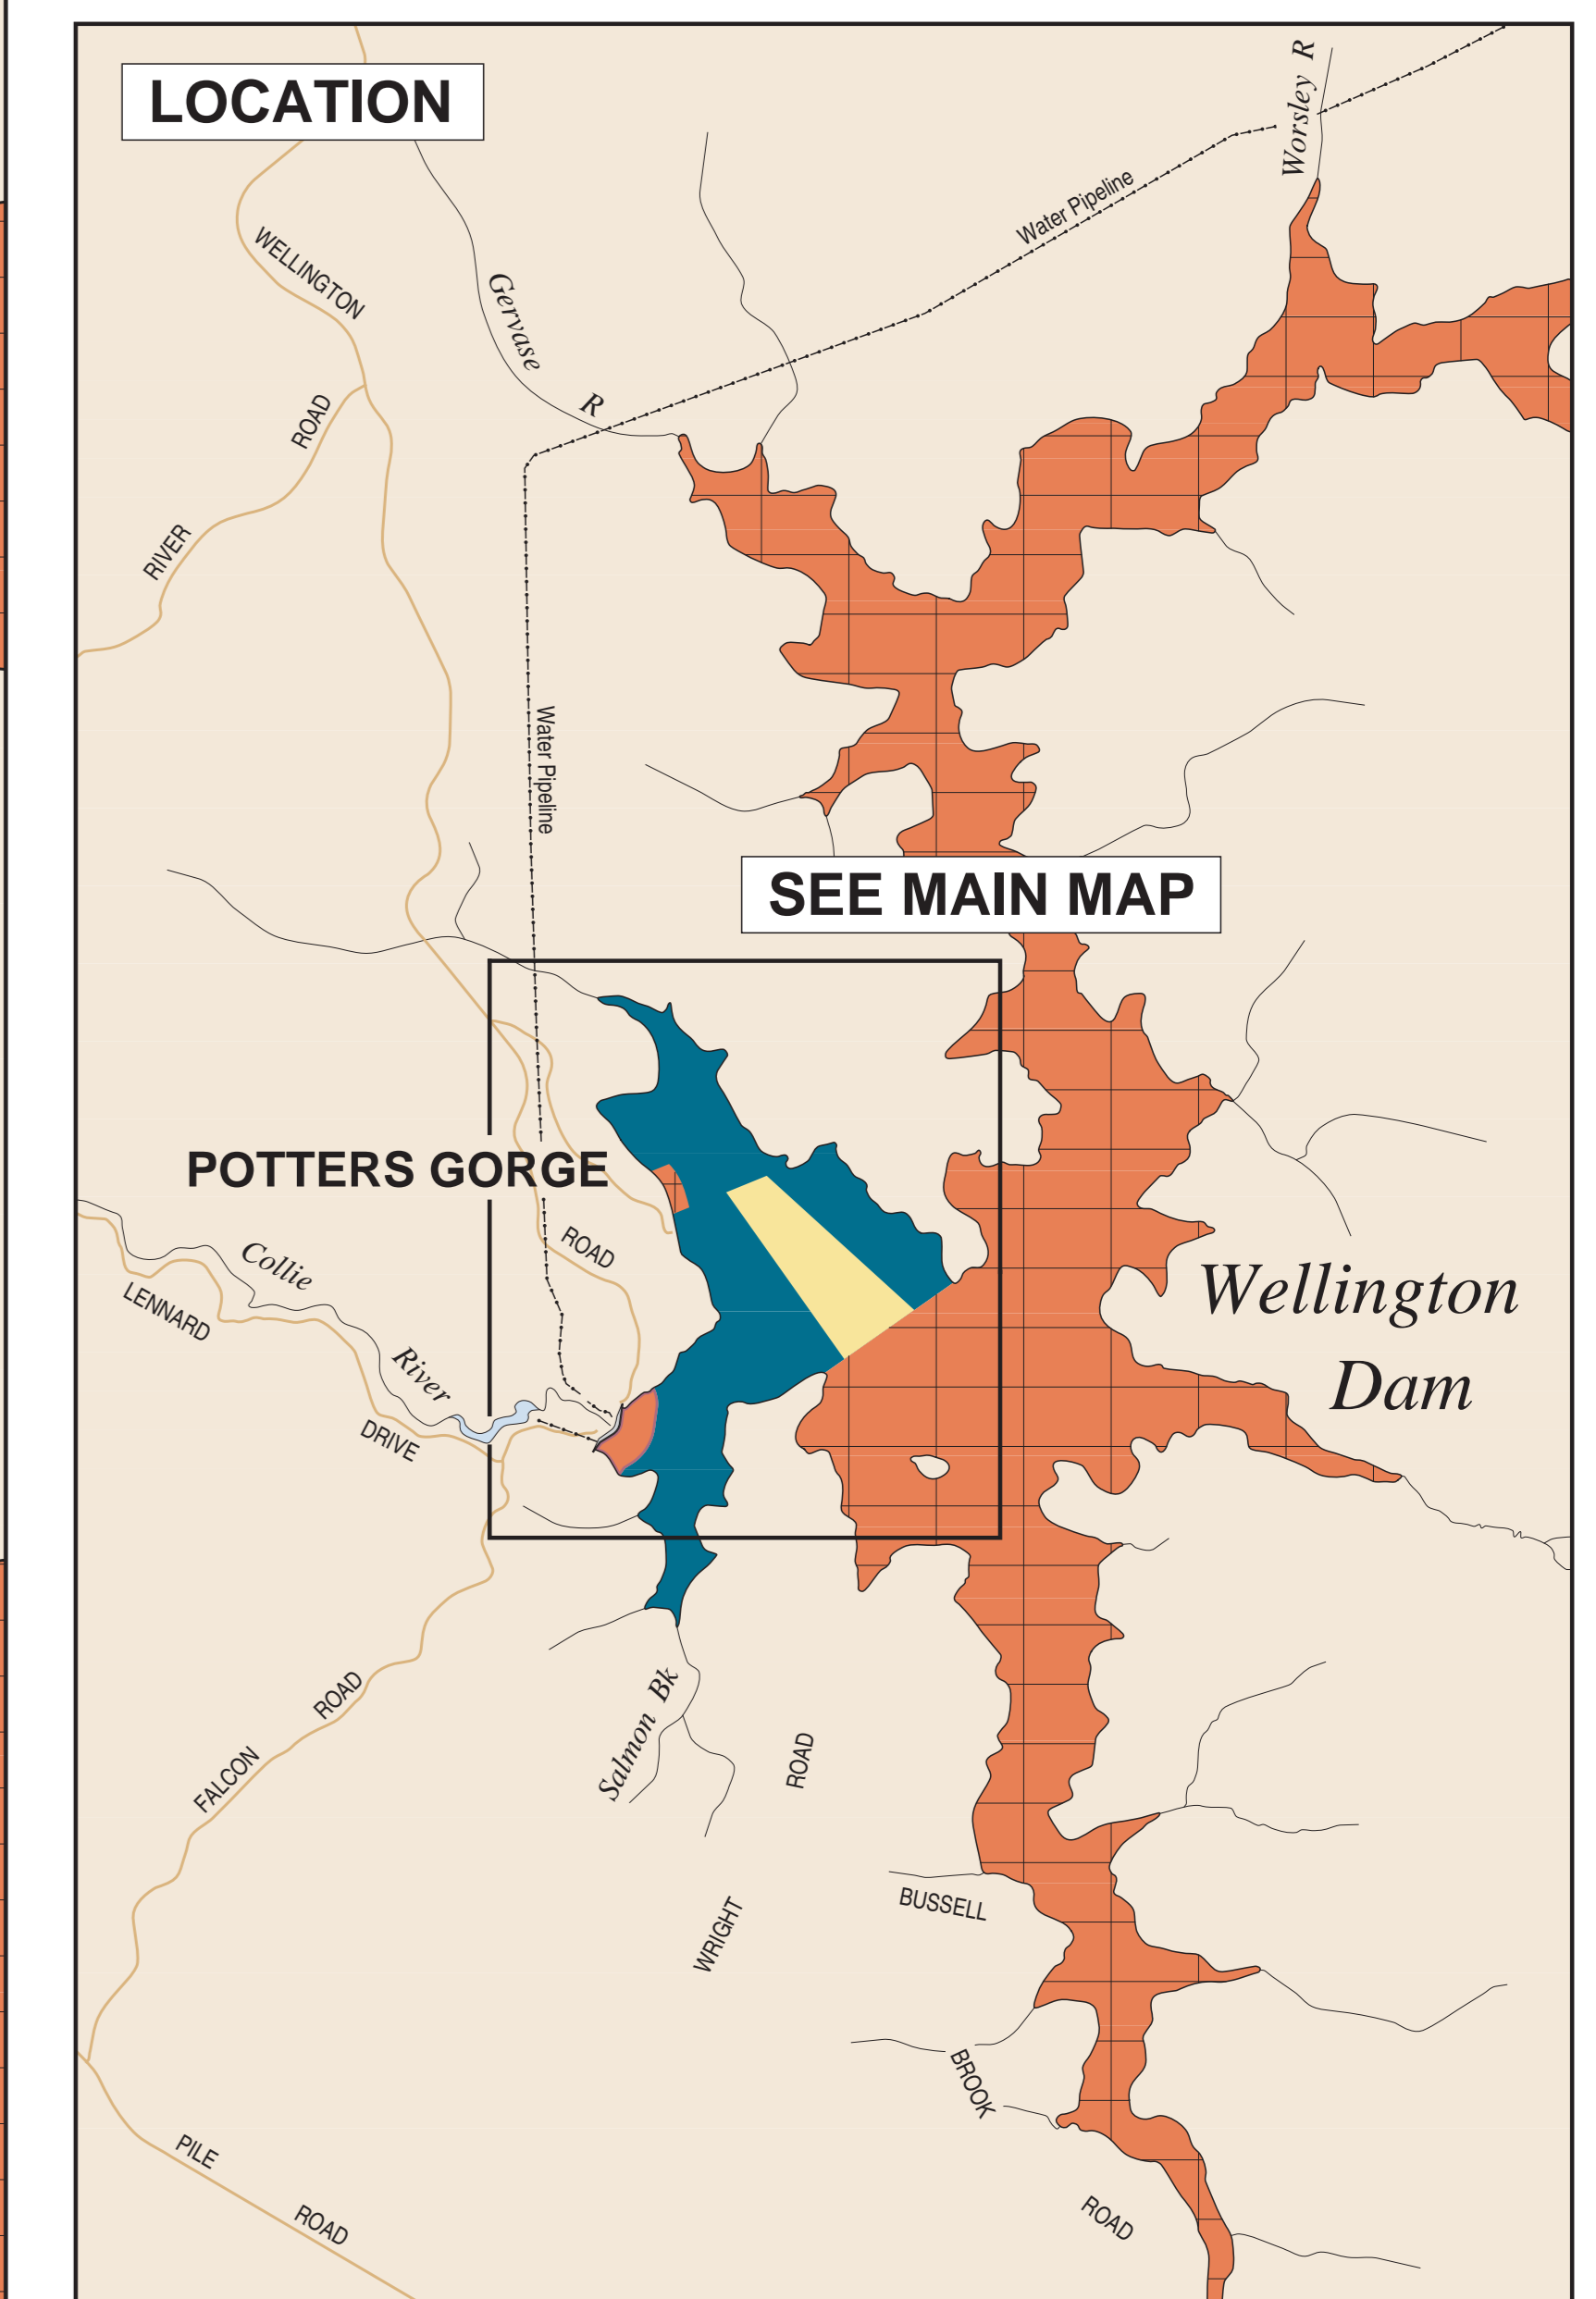 LOCATION
Worsley R
Water Pipeline
WELLINGTON
Gervase
R
ROAD
RIVER
Water Pipeline
SEE MAIN MAP
POTTERS GORGE
ROAD
Collie
LENNARD
River
DRIVE
Wellington
Dam
Salmon Bk
ROAD
ROAD
FALCON
WRIGHT
BUSSELL
BROOK
PILE
ROAD
ROAD